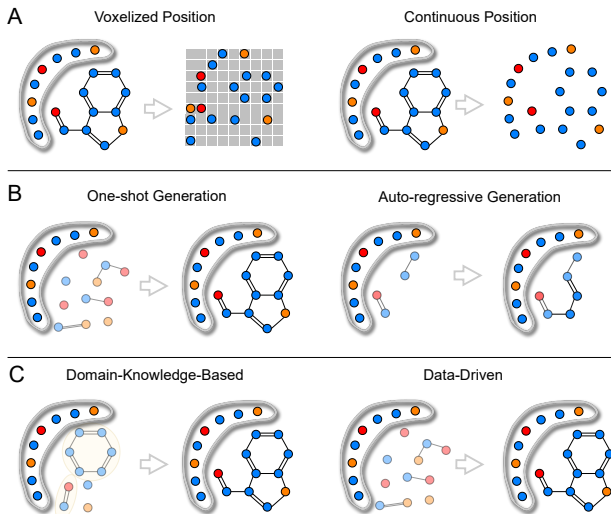 A
Voxelized Position
Continuous Position
B
One-shot Generation
Auto-regressive Generation
C
Domain-Knowledge-Based
Data-Driven